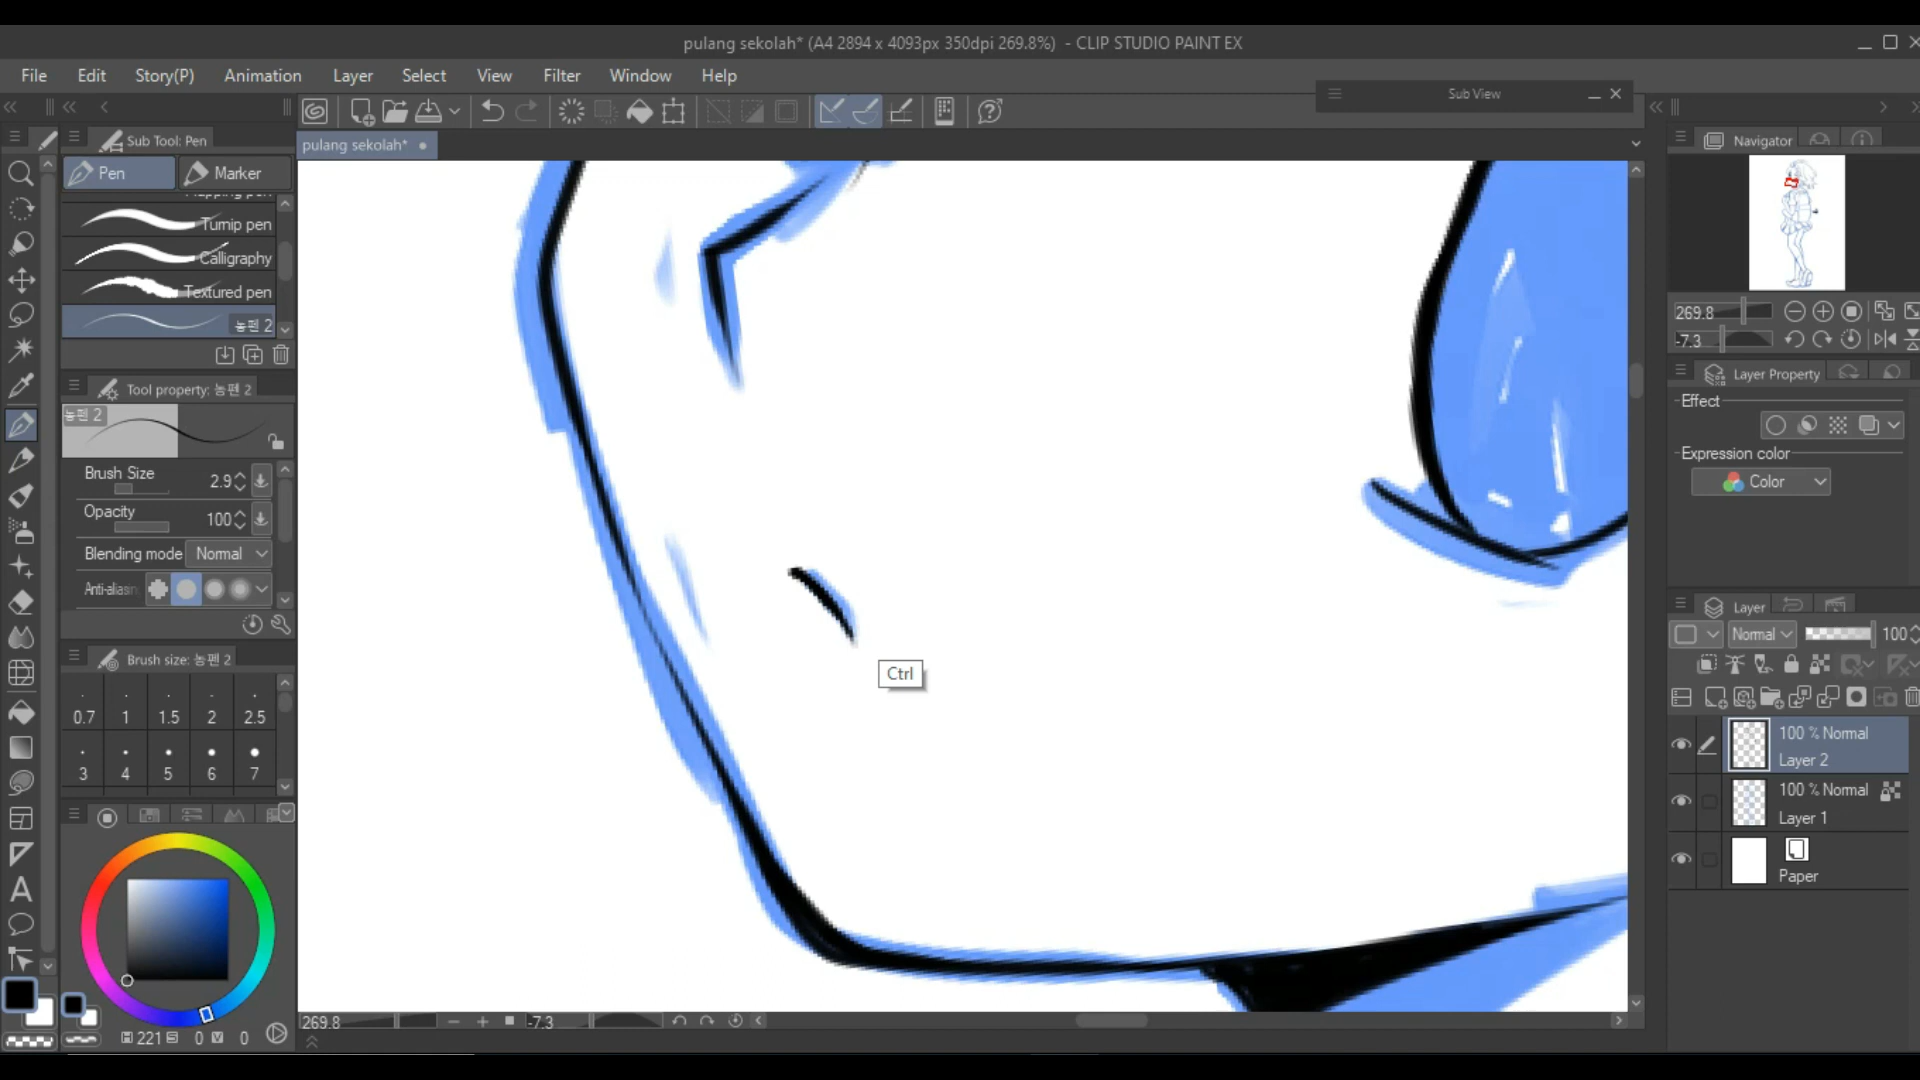 pulang sekolah* (A4 2894 x 4093px 350dpi 269.8%) - CLIP STUDIO PAINT EX
File Edit Story(P) Animation Layer Select View Filter Window Help
Sub View
Sub Tool: Pen
pulang sekolah*
Navigator
Pen
Marker
Turnip pen
Calligraphy
Textured pen
농펜 2
269.8
-7.3
Layer Property
Tool property: 농펜 2
농펜 2
Effect
Expression color
Color
Brush Size 2.9
Opacity 100
Blending mode Normal
Anti-aliasin
Layer
Normal 100
Brush size: 농펜 2
Ctrl
0.7 1 1.5 2 2.5
3 4 5 6 7
100 % Normal
Layer 2
100 % Normal
Layer 1
Paper
269.8
-7.3
H 221 S 0 V 0